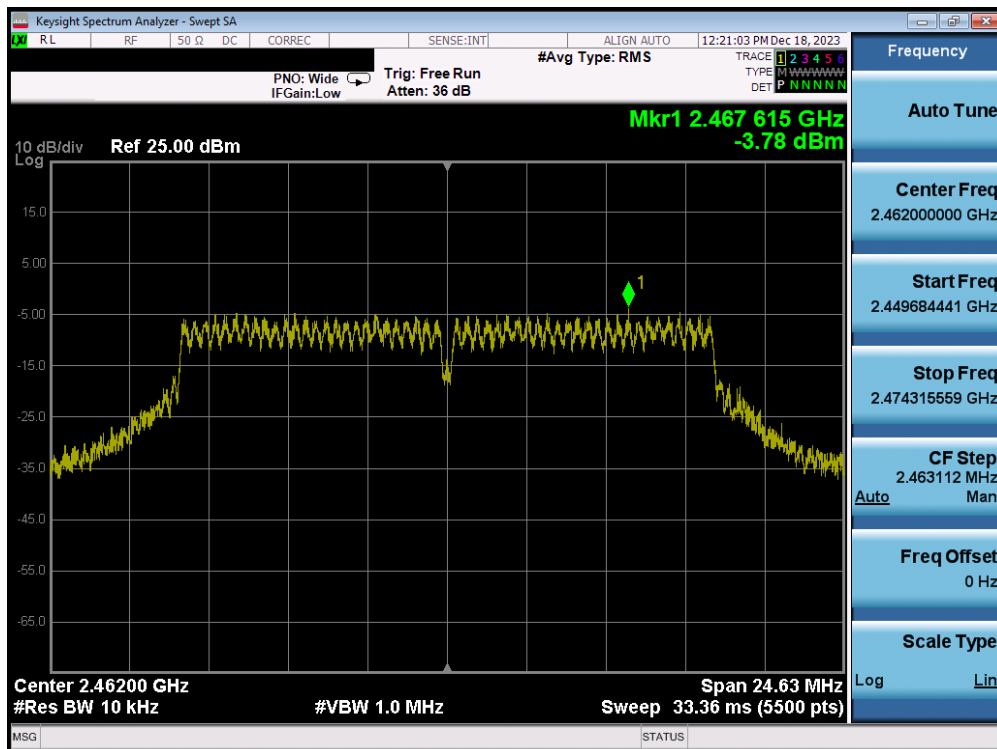 Keysight Spectrum Analyzer - Swept SA
LXI RL RF 50 Ω DC CORREC SENSE:INT ALIGN AUTO 12:21:03 PM Dec 18, 2023
PNO: Wide
IFGain:Low
Trig: Free Run
Atten: 36 dB
#Avg Type: RMS
TRACE 1 2 3 4 5 6
TYPE M WWWWW
DET P N N N N N
Mkr1 2.467 615 GHz
-3.78 dBm
10 dB/div Ref 25.00 dBm
Log
15.0
5.00
-5.00
-15.0
-25.0
-35.0
-45.0
-55.0
-65.0
1
Center 2.46200 GHz Span 24.63 MHz
#Res BW 10 kHz #VBW 1.0 MHz Sweep 33.36 ms (5500 pts)
MSG STATUS
Frequency
Auto Tune
Center Freq
2.462000000 GHz
Start Freq
2.449684441 GHz
Stop Freq
2.474315559 GHz
CF Step
2.463112 MHz
Auto Man
Freq Offset
0 Hz
Scale Type
Log Lin